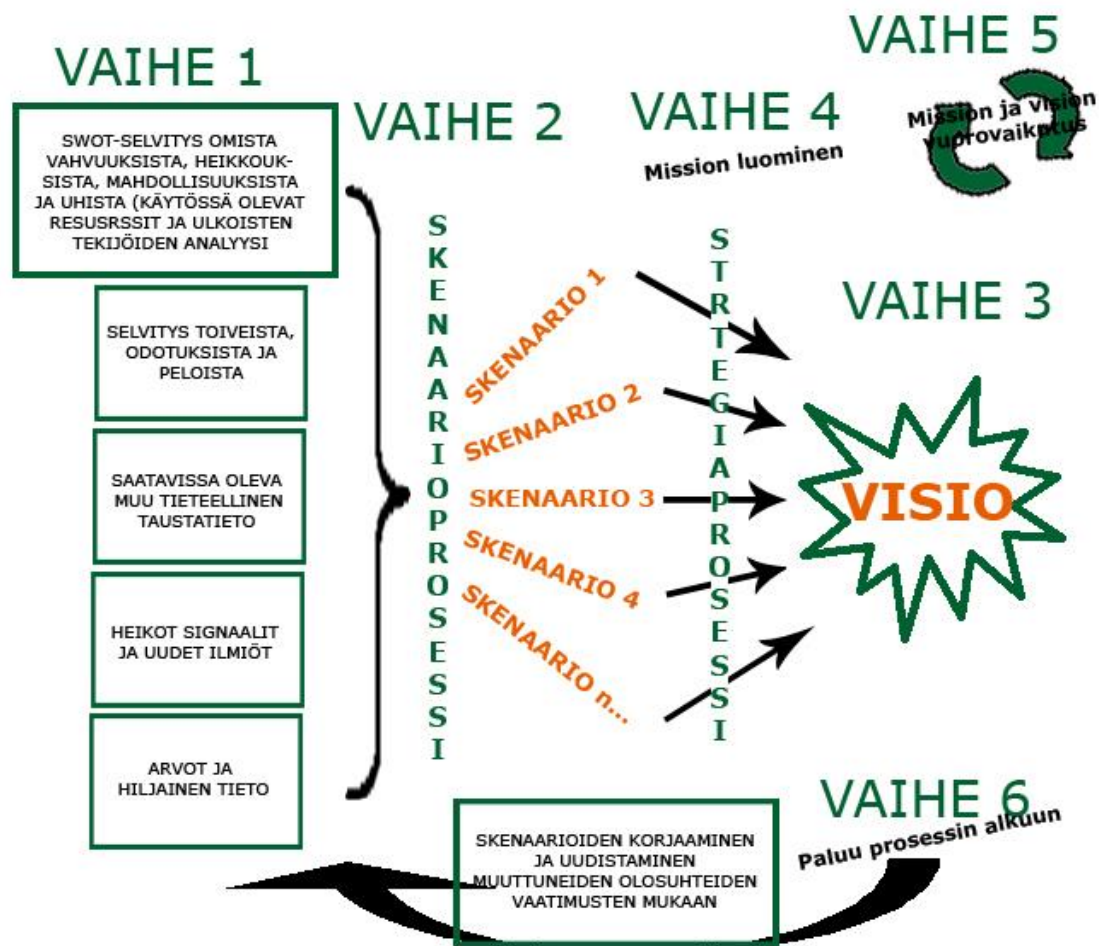 VAIHE 1
SWOT-SELVITYS OMISTA
VAHVUUKSISTA, HEIKKOUK-
SISTA, MAHDOLLISUUKSISTA
JA UHISTA (KÄYTÖSSÄ OLEVAT
RESUSRSSIT JA ULKOISTEN
TEKIJÖIDEN ANALYYSI
SELVITYS TOIVEISTA,
ODOTUKSISTA JA
PELOISTA
SAATAVISSA OLEVA
MUU TIETEELLINEN
TAUSTATIETO
HEIKOT SIGNAALIT
JA UUDET ILMIÖT
ARVOT JA
HILJAINEN TIETO
VAIHE 2
SKENAARIOPROSESSI
SKENAARIO 1
SKENAARIO 2
SKENAARIO 3
SKENAARIO 4
SKENAARIO n...
VAIHE 4
Mission luominen
STRTEGIAPROSESSI
VAIHE 5
Mission ja vision
vuprovaikutus
VAIHE 3
VISIO
VAIHE 6
Paluu prosessin alkuun
SKENAARIOIDEN KORJAAMINEN
JA UUDISTAMINEN
MUUTTUNEIDEN OLOSUHTEIDEN
VAATIMUSTEN MUKAAN